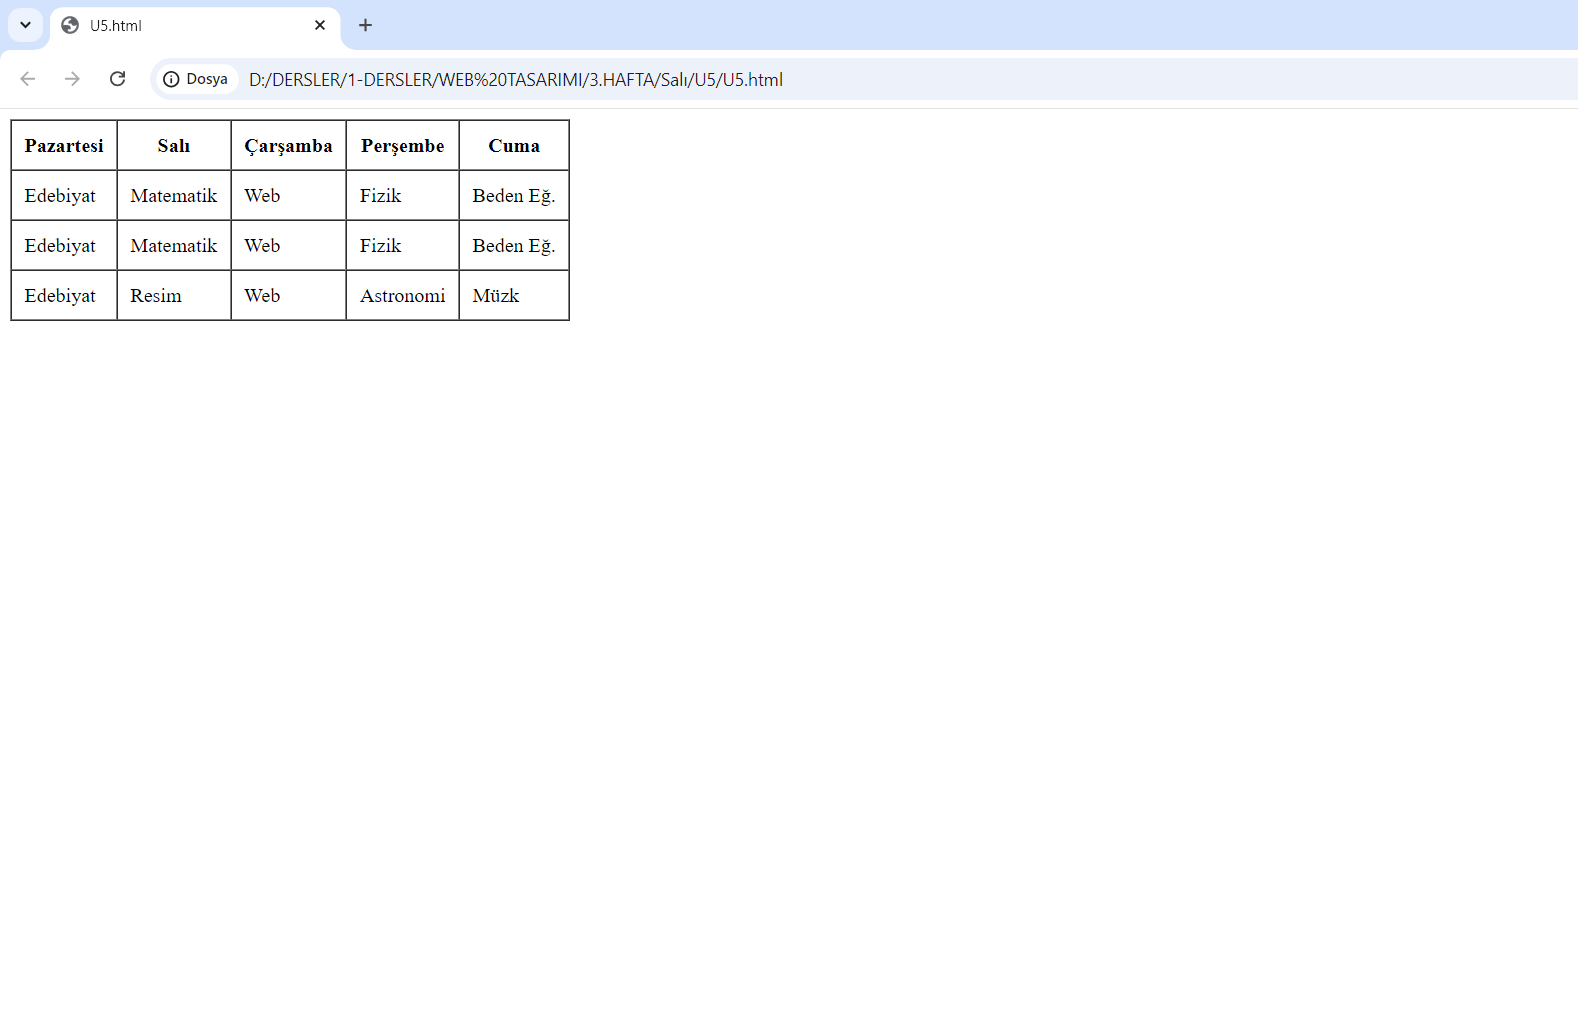 U5.html
Dosya D:/DERSLER/1-DERSLER/WEB%20TASARIMI/3.HAFTA/Salı/U5/U5.html
Pazartesi Salı Çarşamba Perşembe Cuma
Edebiyat Matematik Web Fizik Beden Eğ.
Edebiyat Matematik Web Fizik Beden Eğ.
Edebiyat Resim Web Astronomi Müzk